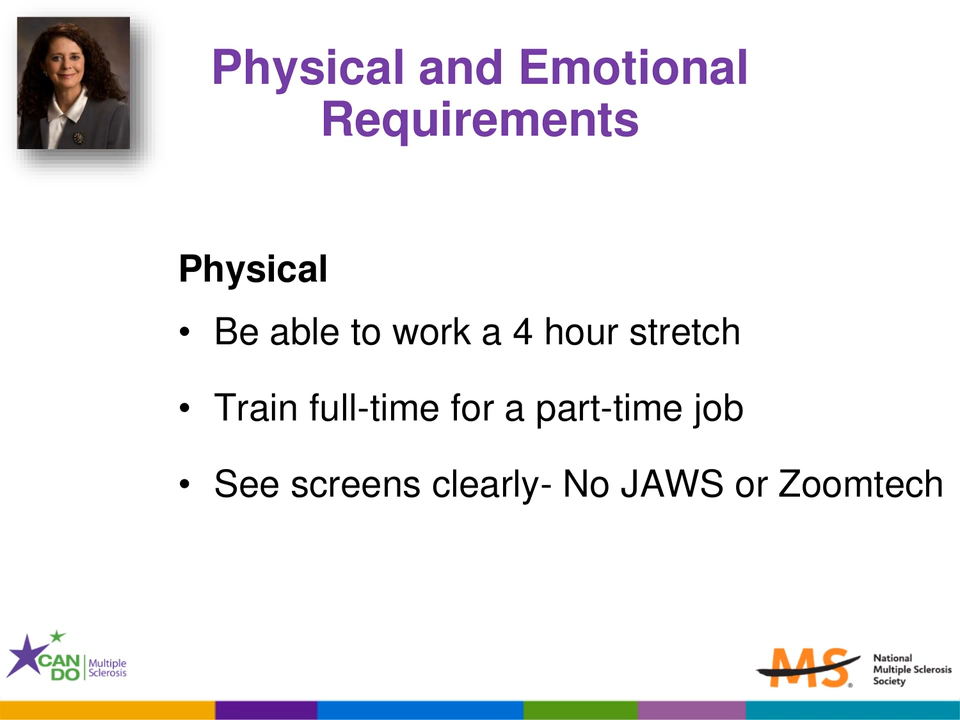 Physical and Emotional
Requirements
Physical
• Be able to work a 4 hour stretch
• Train full-time for a part-time job
• See screens clearly- No JAWS or Zoomtech
CAN
DO
Multiple
Sclerosis
MS
National
Multiple Sclerosis
Society